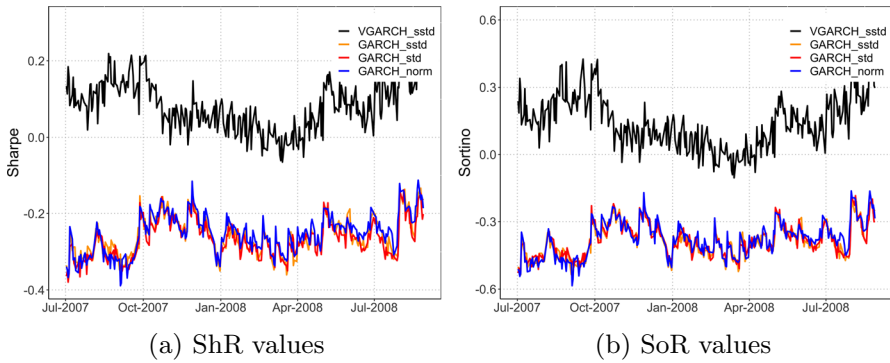 VGARCH_sstd
GARCH_sstd
GARCH_std
GARCH_norm
0.2
0.0
-0.2
-0.4
Sharpe
Jul-2007 Oct-2007 Jan-2008 Apr-2008 Jul-2008
(a) ShR values
VGARCH_sstd
GARCH_sstd
GARCH_std
GARCH_norm
0.6
0.3
0.0
-0.3
-0.6
Sortino
Jul-2007 Oct-2007 Jan-2008 Apr-2008 Jul-2008
(b) SoR values